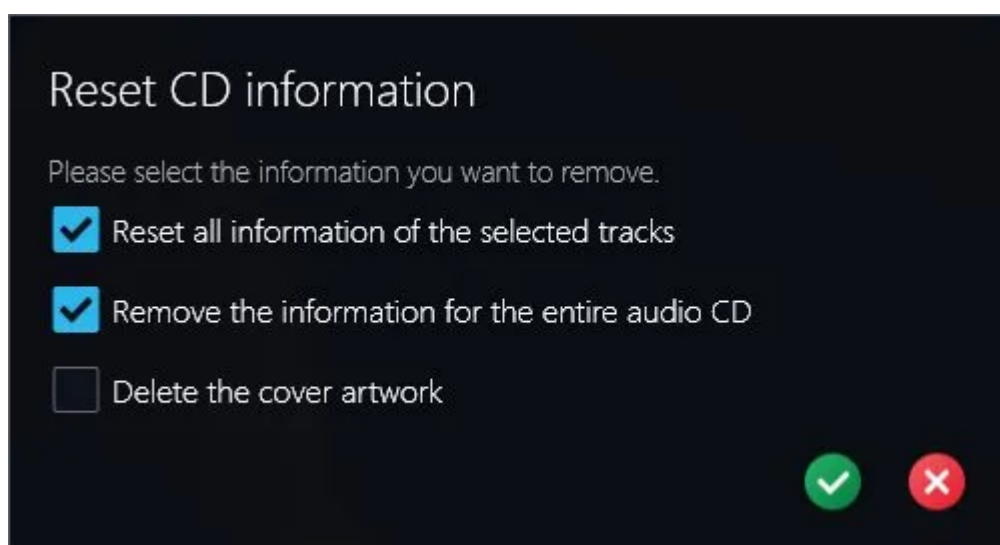 Reset CD information
Please select the information you want to remove.
Reset all information of the selected tracks
Remove the information for the entire audio CD
Delete the cover artwork